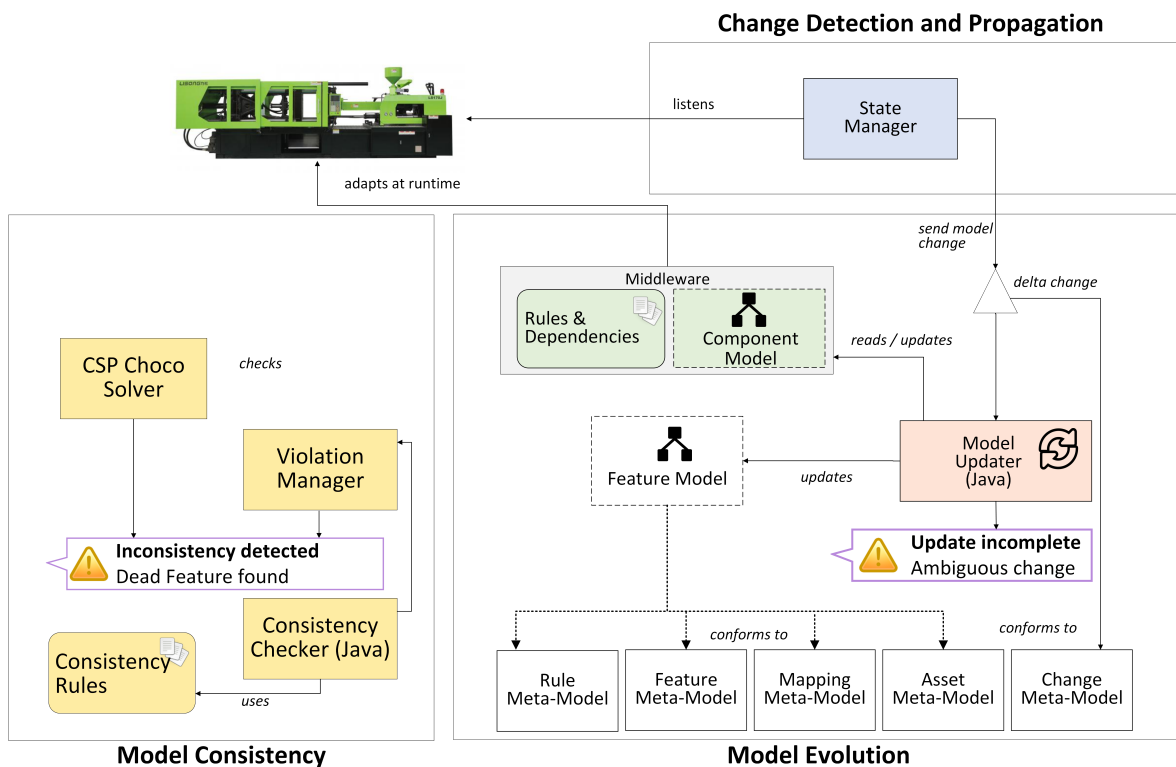 Change Detection and Propagation
listens
State
Manager
adapts at runtime
send model
change
delta change
Middleware
Rules &
Dependencies
Component
Model
reads / updates
CSP Choco
Solver
checks
Violation
Manager
Feature Model
updates
Model
Updater
(Java)
Inconsistency detected
Dead Feature found
Update incomplete
Ambiguous change
Consistency
Checker (Java)
Consistency
Rules
uses
conforms to
conforms to
Rule
Meta-Model
Feature
Meta-Model
Mapping
Meta-Model
Asset
Meta-Model
Change
Meta-Model
Model Consistency
Model Evolution